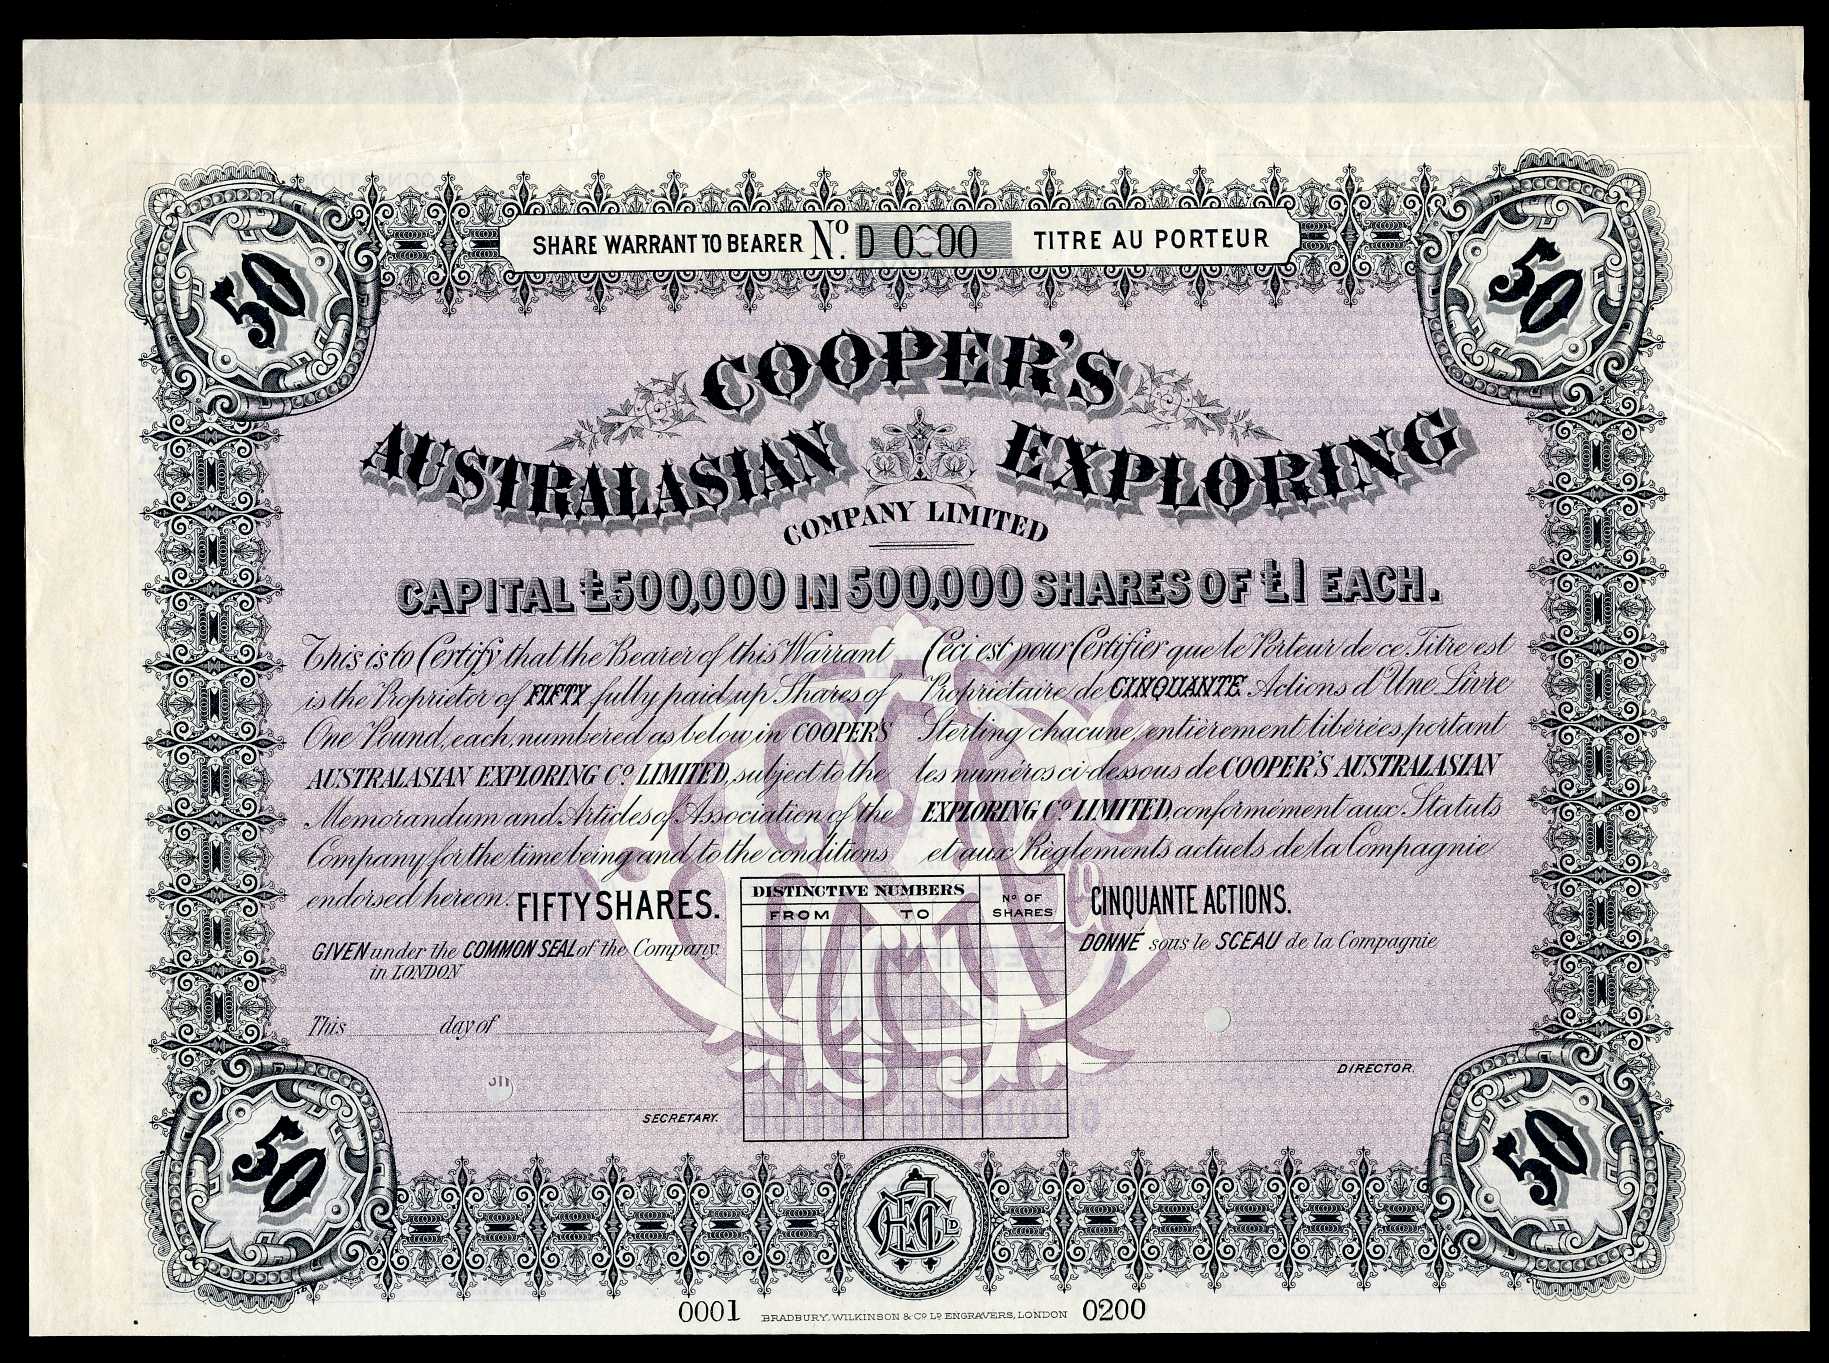 50
SHARE WARRANT TO BEARER Nº. D 0000 TITRE AU PORTEUR
50
COOPER'S
AUSTRALASIAN EXPLORING
COMPANY LIMITED
CAPITAL £500,000 IN 500,000 SHARES OF £1 EACH.
This is to Certify that the Bearer of this Warrant
is the Proprietor of FIFTY fully paid up Shares of
One Pound, each, numbered as below, in COOPER'S
AUSTRALASIAN EXPLORING Cº LIMITED, subject to the
Memorandum and Articles of Association of the
Company for the time being and to the conditions
endorsed hereon.
FIFTY SHARES.
GIVEN under the COMMON SEAL of the Company.
in LONDON
This day of
SECRETARY.
Ceci est pour Certifier que le Porteur de ce Titre est
Propriétaire de CINQUANTE Actions d'Une Livre
Sterling chacune, entièrement libérées, portant
les numéros ci-dessous de COOPER'S AUSTRALASIAN
EXPLORING Cº LIMITED, conformément aux Statuts
et aux Règlements actuels de la Compagnie
CINQUANTE ACTIONS.
DONNÉ sous le SCEAU de la Compagnie
DIRECTOR.
DISTINCTIVE NUMBERS
FROM TO
Nº OF
SHARES
50
50
0001 BRADBURY, WILKINSON & Cº Lº ENGRAVERS, LONDON 0200